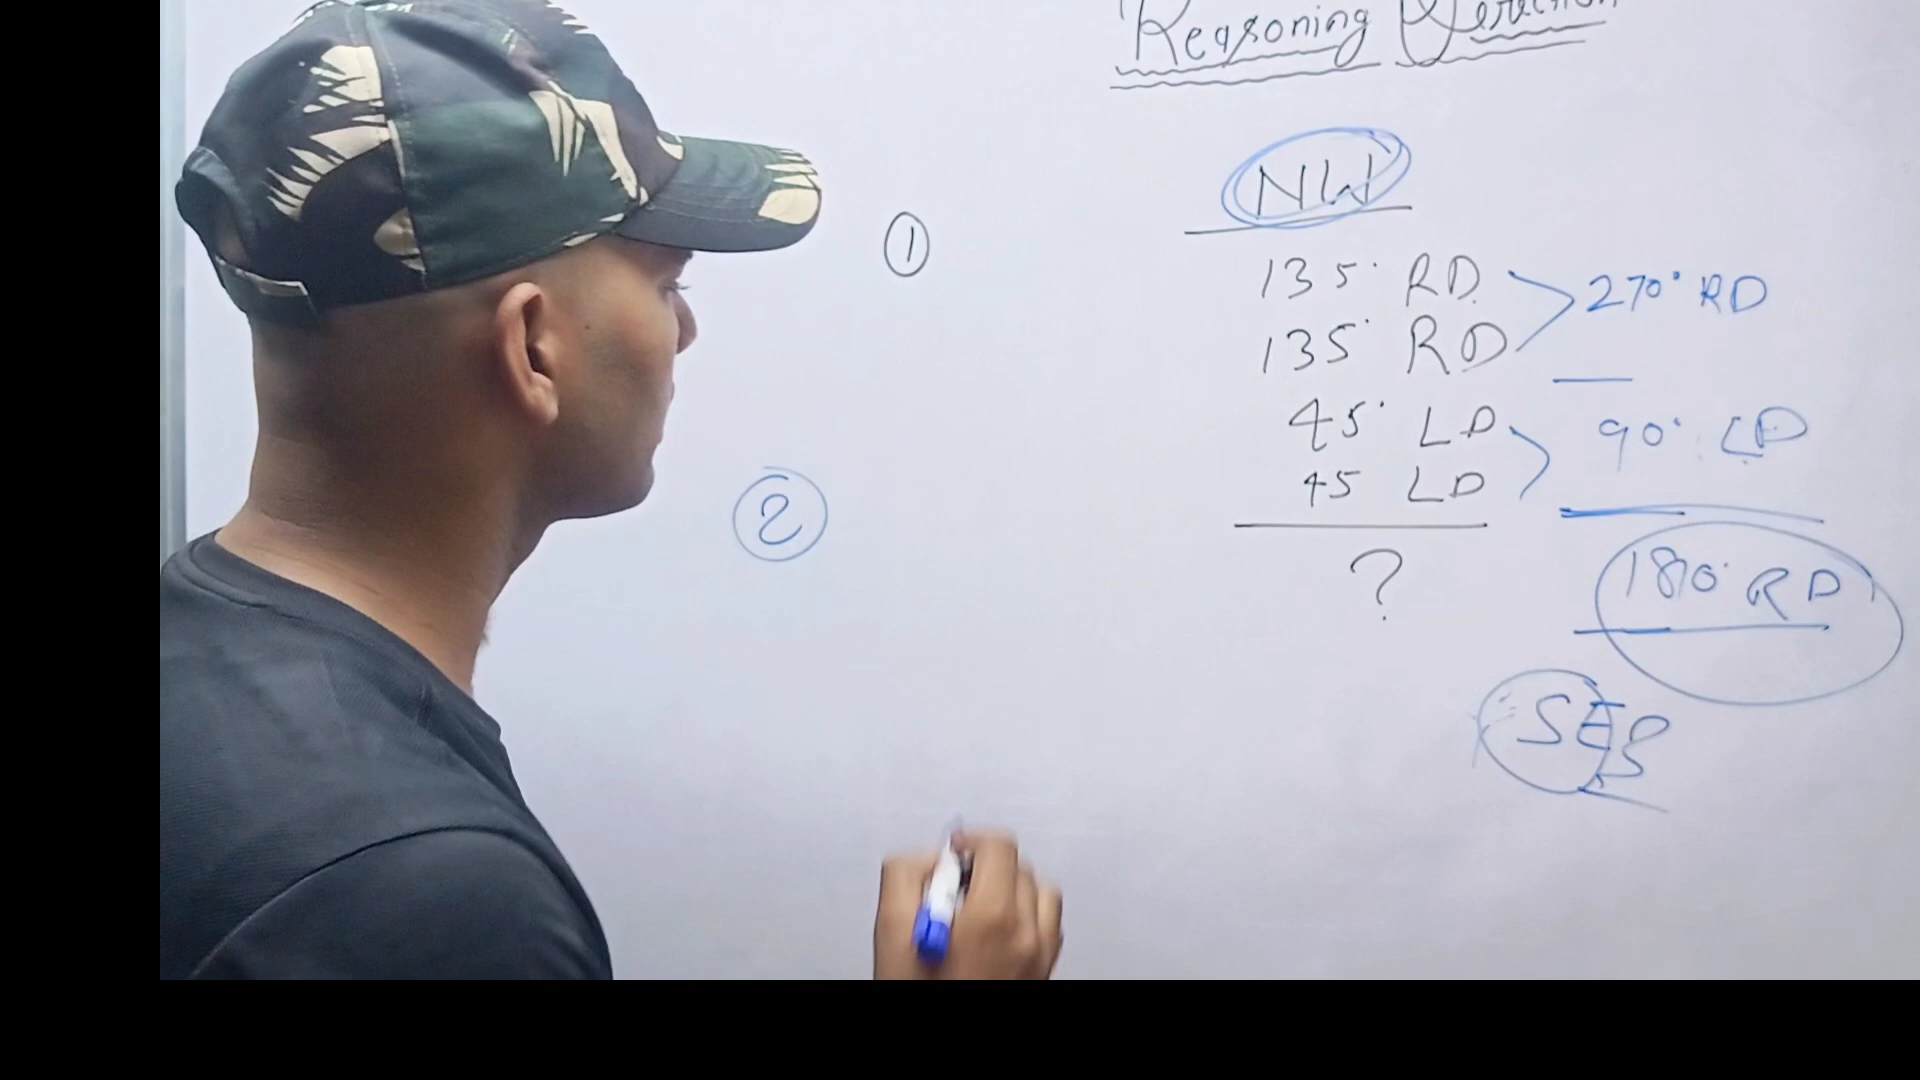 Reasoning Direction
①
NW
135° RD
135° RD
270° RD
45° LD
45 LD
90° LD
②
?
180° RD
SE